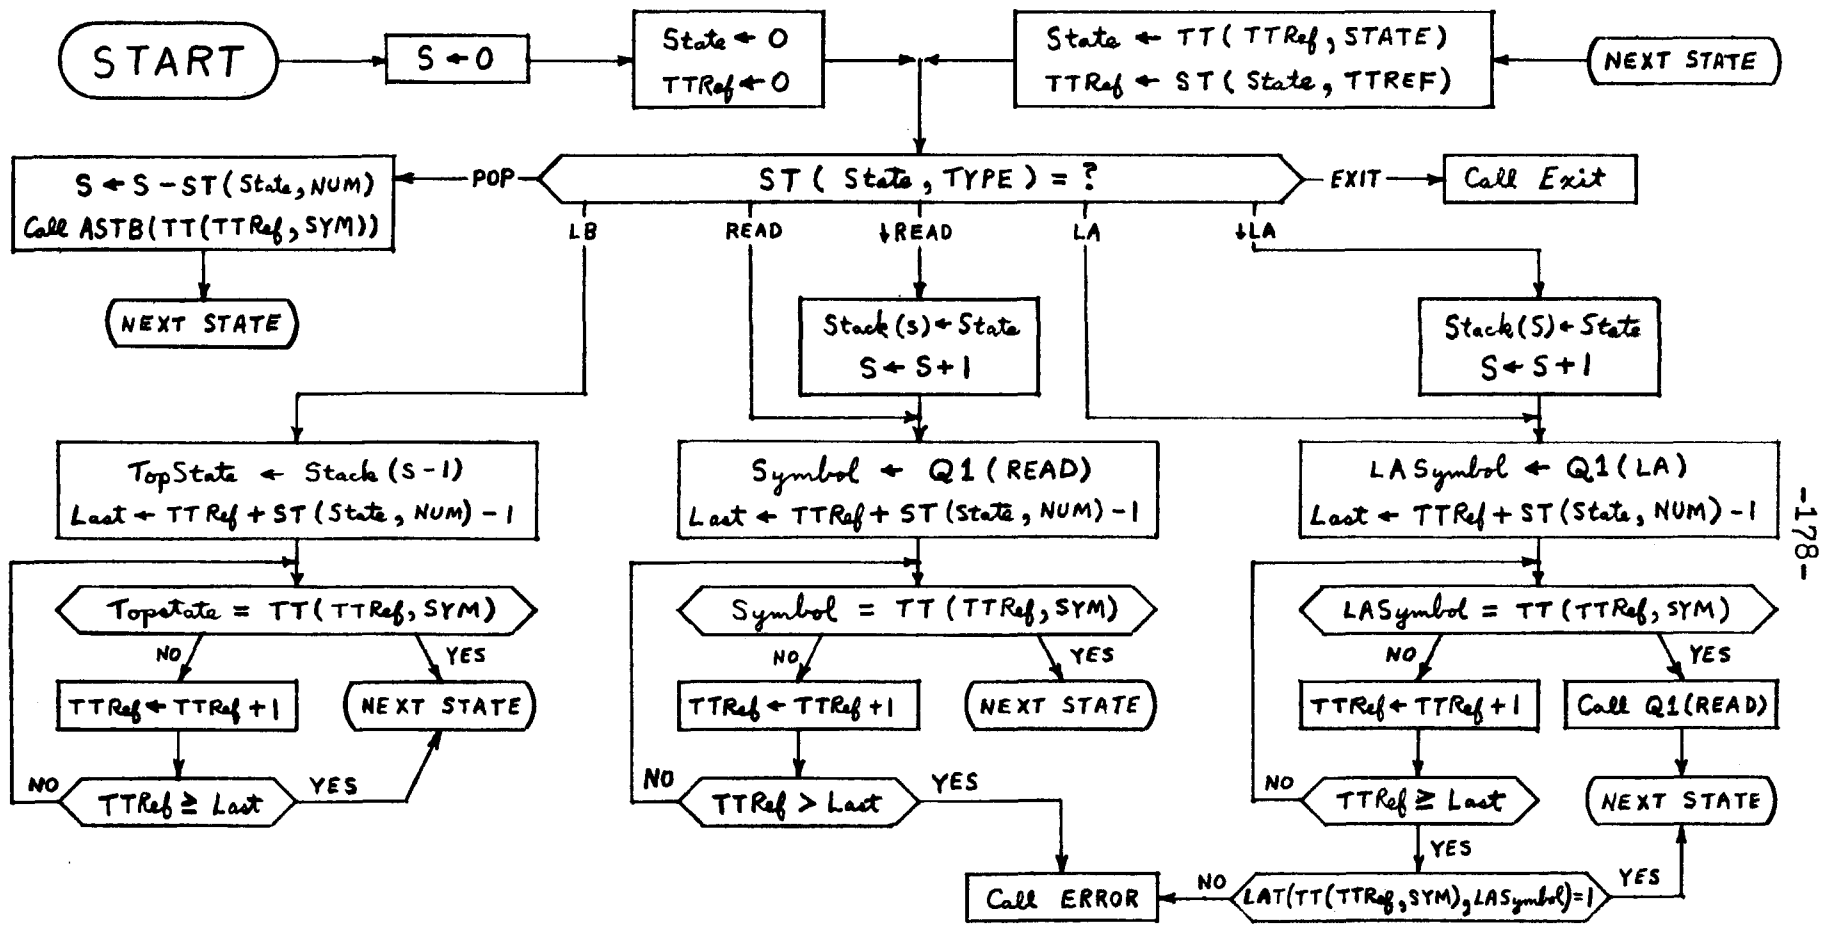 START
S ← 0
State ← 0
TTRef ← 0
State ← TT(TTRef, STATE)
TTRef ← ST(State, TTREF)
NEXT STATE
S ← S - ST(State, NUM)
Call ASTB(TT(TTRef, SYM))
POP
ST(State, TYPE) = ?
EXIT
Call Exit
LB
READ
↓READ
LA
↓LA
NEXT STATE
Stack(s) ← State
S ← S + 1
Stack(S) ← State
S ← S + 1
TopState ← Stack(S-1)
Last ← TTRef + ST(State, NUM) - 1
Symbol ← Q1(READ)
Last ← TTRef + ST(State, NUM) - 1
LASymbol ← Q1(LA)
Last ← TTRef + ST(State, NUM) - 1
-178-
Topstate = TT(TTRef, SYM)
NO
YES
TTRef ← TTRef + 1
NEXT STATE
NO
TTRef ≥ Last
YES
Symbol = TT(TTRef, SYM)
NO
YES
TTRef ← TTRef + 1
NEXT STATE
NO
TTRef > Last
YES
LASymbol = TT(TTRef, SYM)
NO
YES
TTRef ← TTRef + 1
Call Q1(READ)
NO
TTRef ≥ Last
NEXT STATE
YES
Call ERROR
NO
LAT(TT(TTRef, SYM), LASymbol) = 1
YES